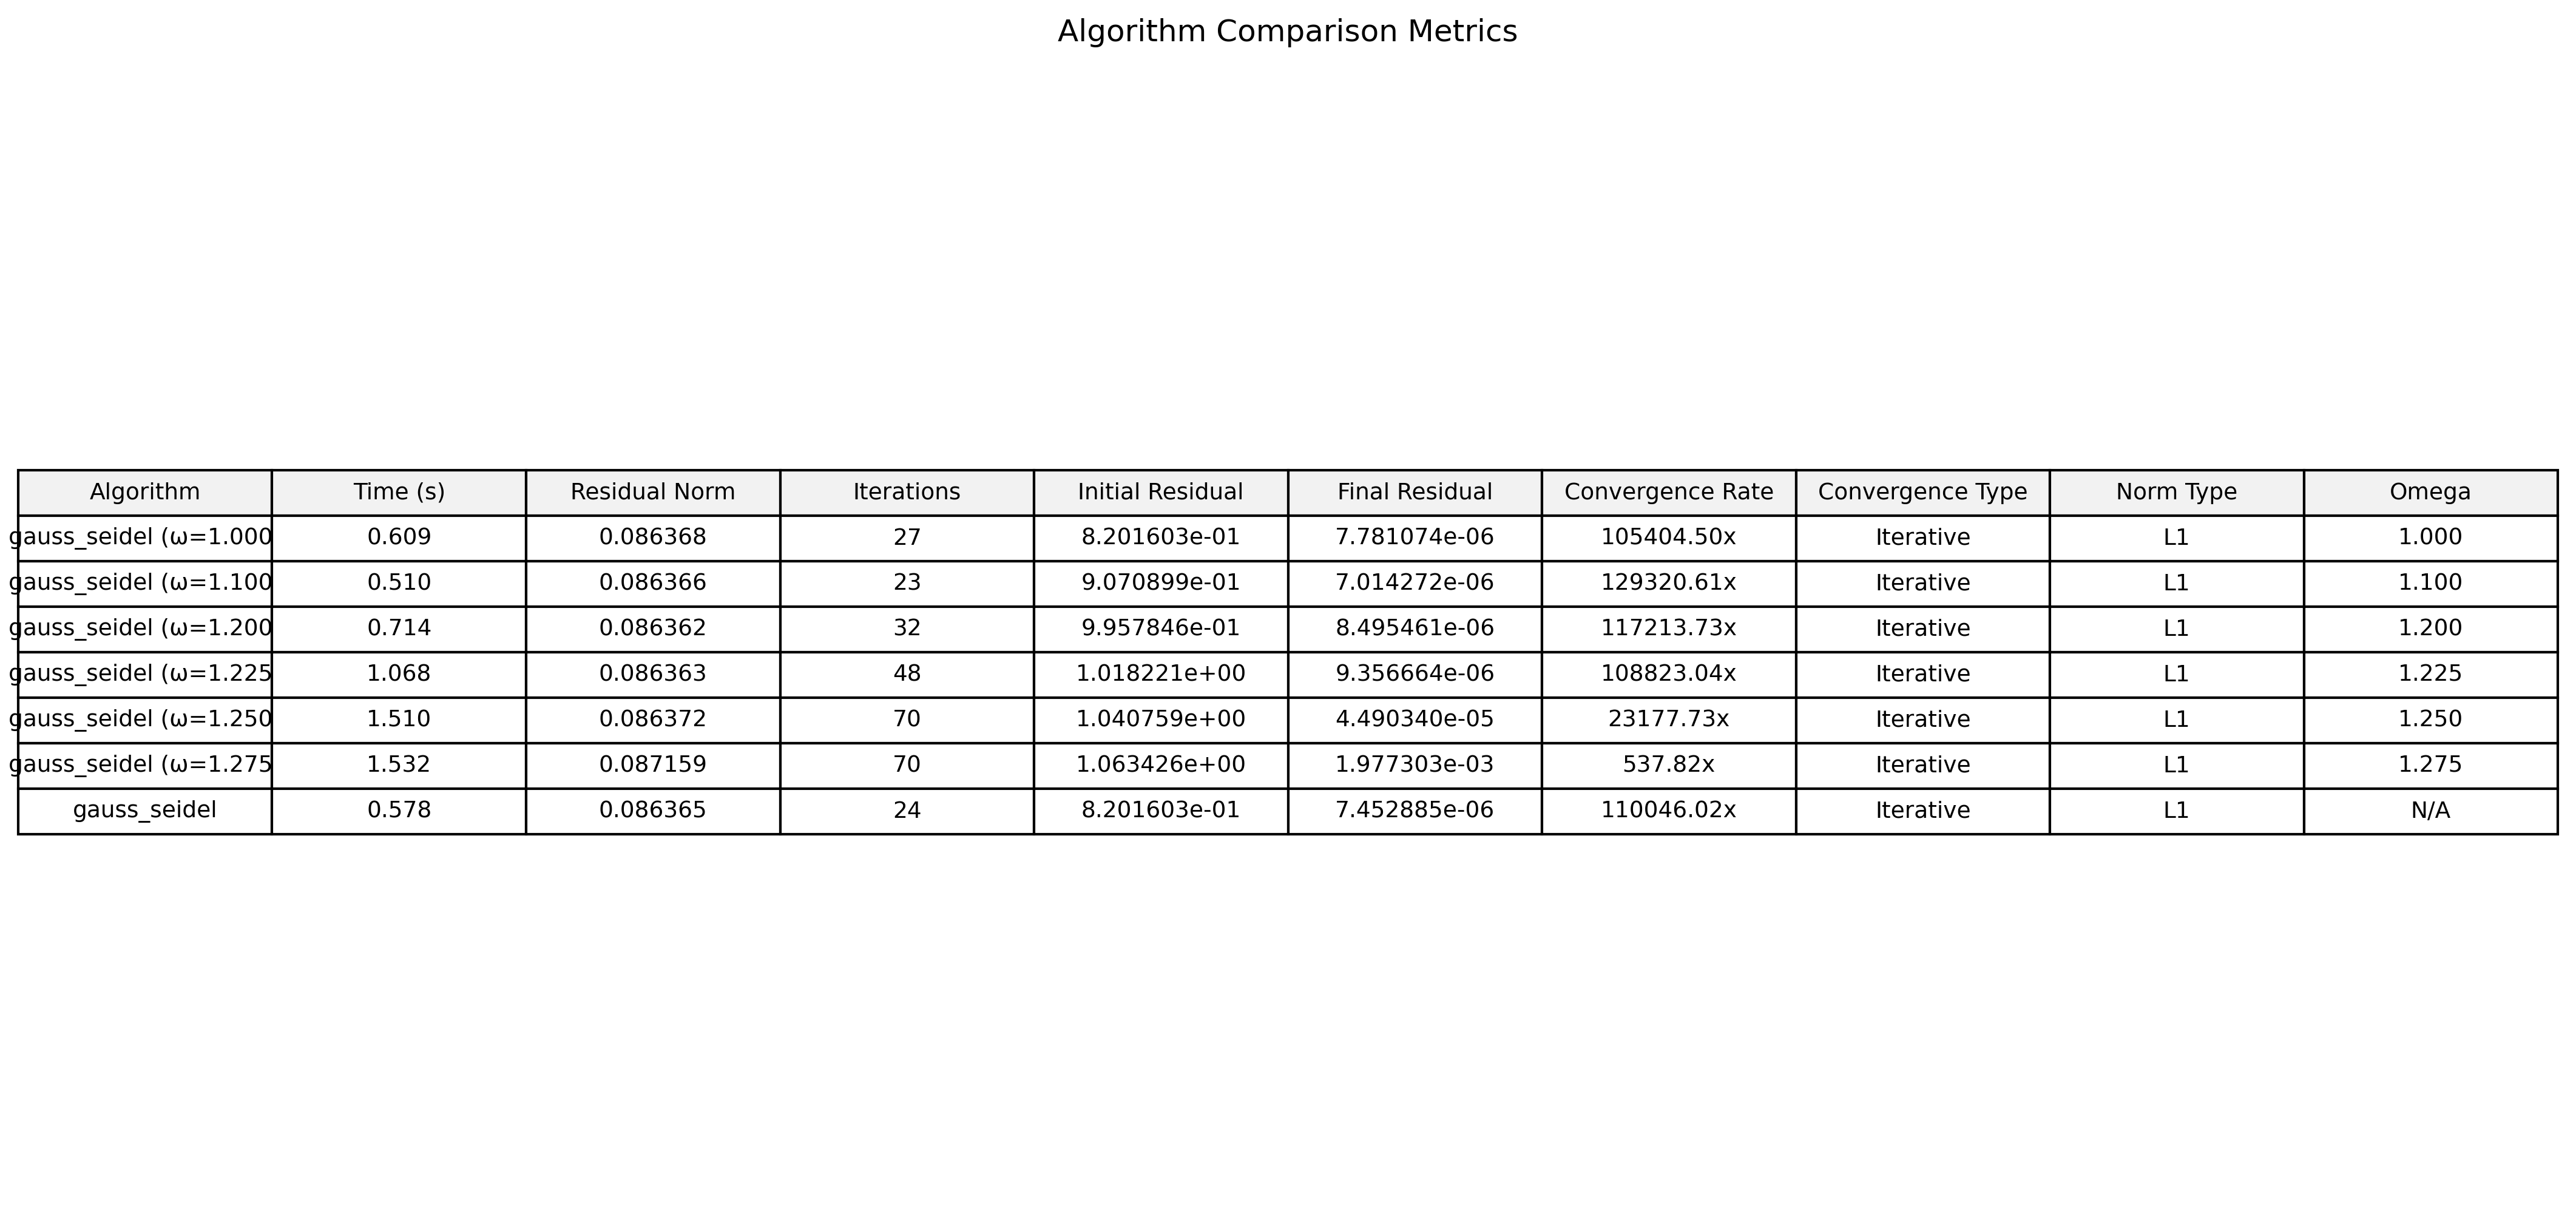 Algorithm Comparison Metrics
Algorithm Time (s) Residual Norm Iterations Initial Residual Final Residual Convergence Rate Convergence Type Norm Type Omega
gauss_seidel (ω=1.000 0.609 0.086368 27 8.201603e-01 7.781074e-06 105404.50x Iterative L1 1.000
gauss_seidel (ω=1.100 0.510 0.086366 23 9.070899e-01 7.014272e-06 129320.61x Iterative L1 1.100
gauss_seidel (ω=1.200 0.714 0.086362 32 9.957846e-01 8.495461e-06 117213.73x Iterative L1 1.200
gauss_seidel (ω=1.225 1.068 0.086363 48 1.018221e+00 9.356664e-06 108823.04x Iterative L1 1.225
gauss_seidel (ω=1.250 1.510 0.086372 70 1.040759e+00 4.490340e-05 23177.73x Iterative L1 1.250
gauss_seidel (ω=1.275 1.532 0.087159 70 1.063426e+00 1.977303e-03 537.82x Iterative L1 1.275
gauss_seidel 0.578 0.086365 24 8.201603e-01 7.452885e-06 110046.02x Iterative L1 N/A